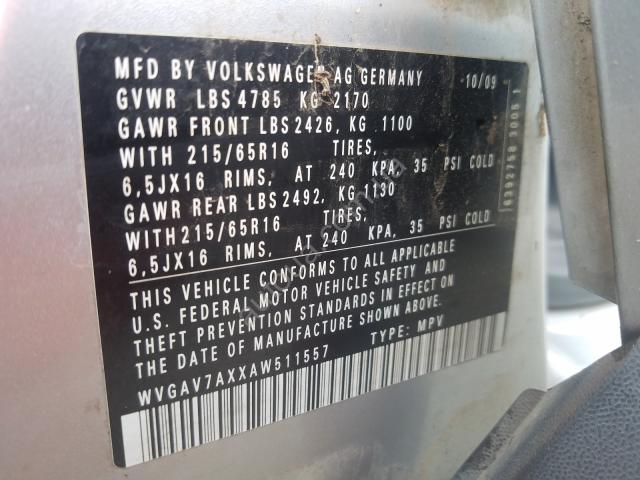 MFD BY VOLKSWAGEN AG GERMANY 10/09
GVWR LBS 4785 KG 2170
GAWR FRONT LBS 2426, KG 1100
WITH 215/65R16 TIRES,
6,5JX16 RIMS, AT 240 KPA, 35 PSI COLD
GAWR REAR LBS 2492, KG 1130
WITH 215/65R16 TIRES,
6,5JX16 RIMS, AT 240 KPA, 35 PSI COLD
THIS VEHICLE CONFORMS TO ALL APPLICABLE
U.S. FEDERAL MOTOR VEHICLE SAFETY AND
THEFT PREVENTION STANDARDS IN EFFECT ON
THE DATE OF MANUFACTURE SHOWN ABOVE.
WVGAV7AXXAW511557 TYPE: MPV
6392758 3005 1